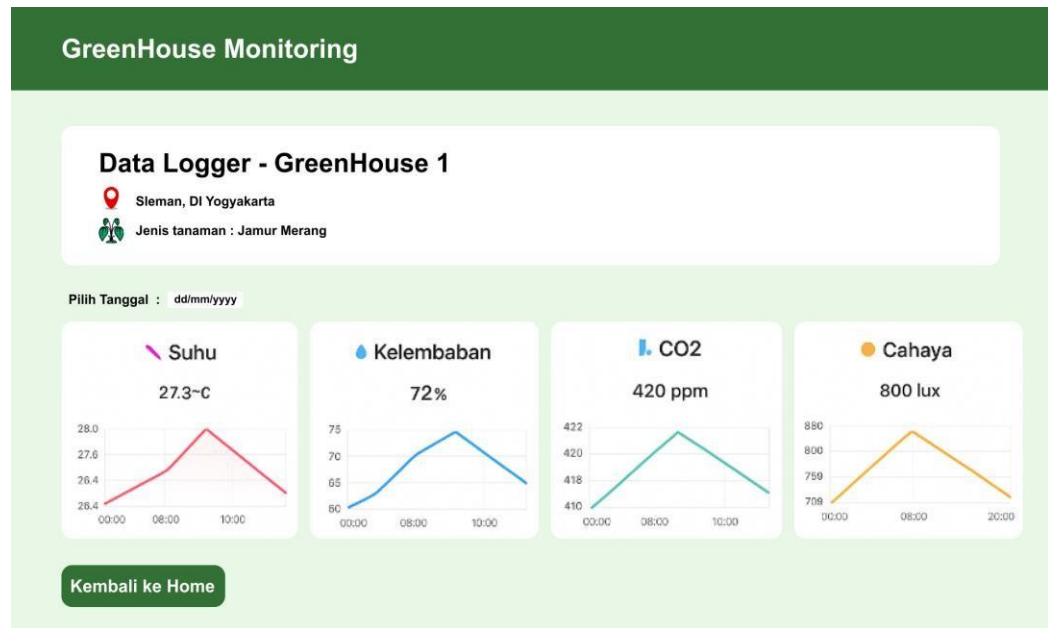 GreenHouse Monitoring
Data Logger - GreenHouse 1
Sleman, DI Yogyakarta
Jenis tanaman : Jamur Merang
Pilih Tanggal : dd/mm/yyyy
Suhu
27.3~C
28.0
27.6
26.4
26.4
00:00 08:00 10:00
Kelembaban
72%
75
70
65
60
00:00 08:00 10:00
CO2
420 ppm
422
420
418
410
00:00 08:00 10:00
Cahaya
800 lux
880
800
759
709
00:00 08:00 20:00
Kembali ke Home